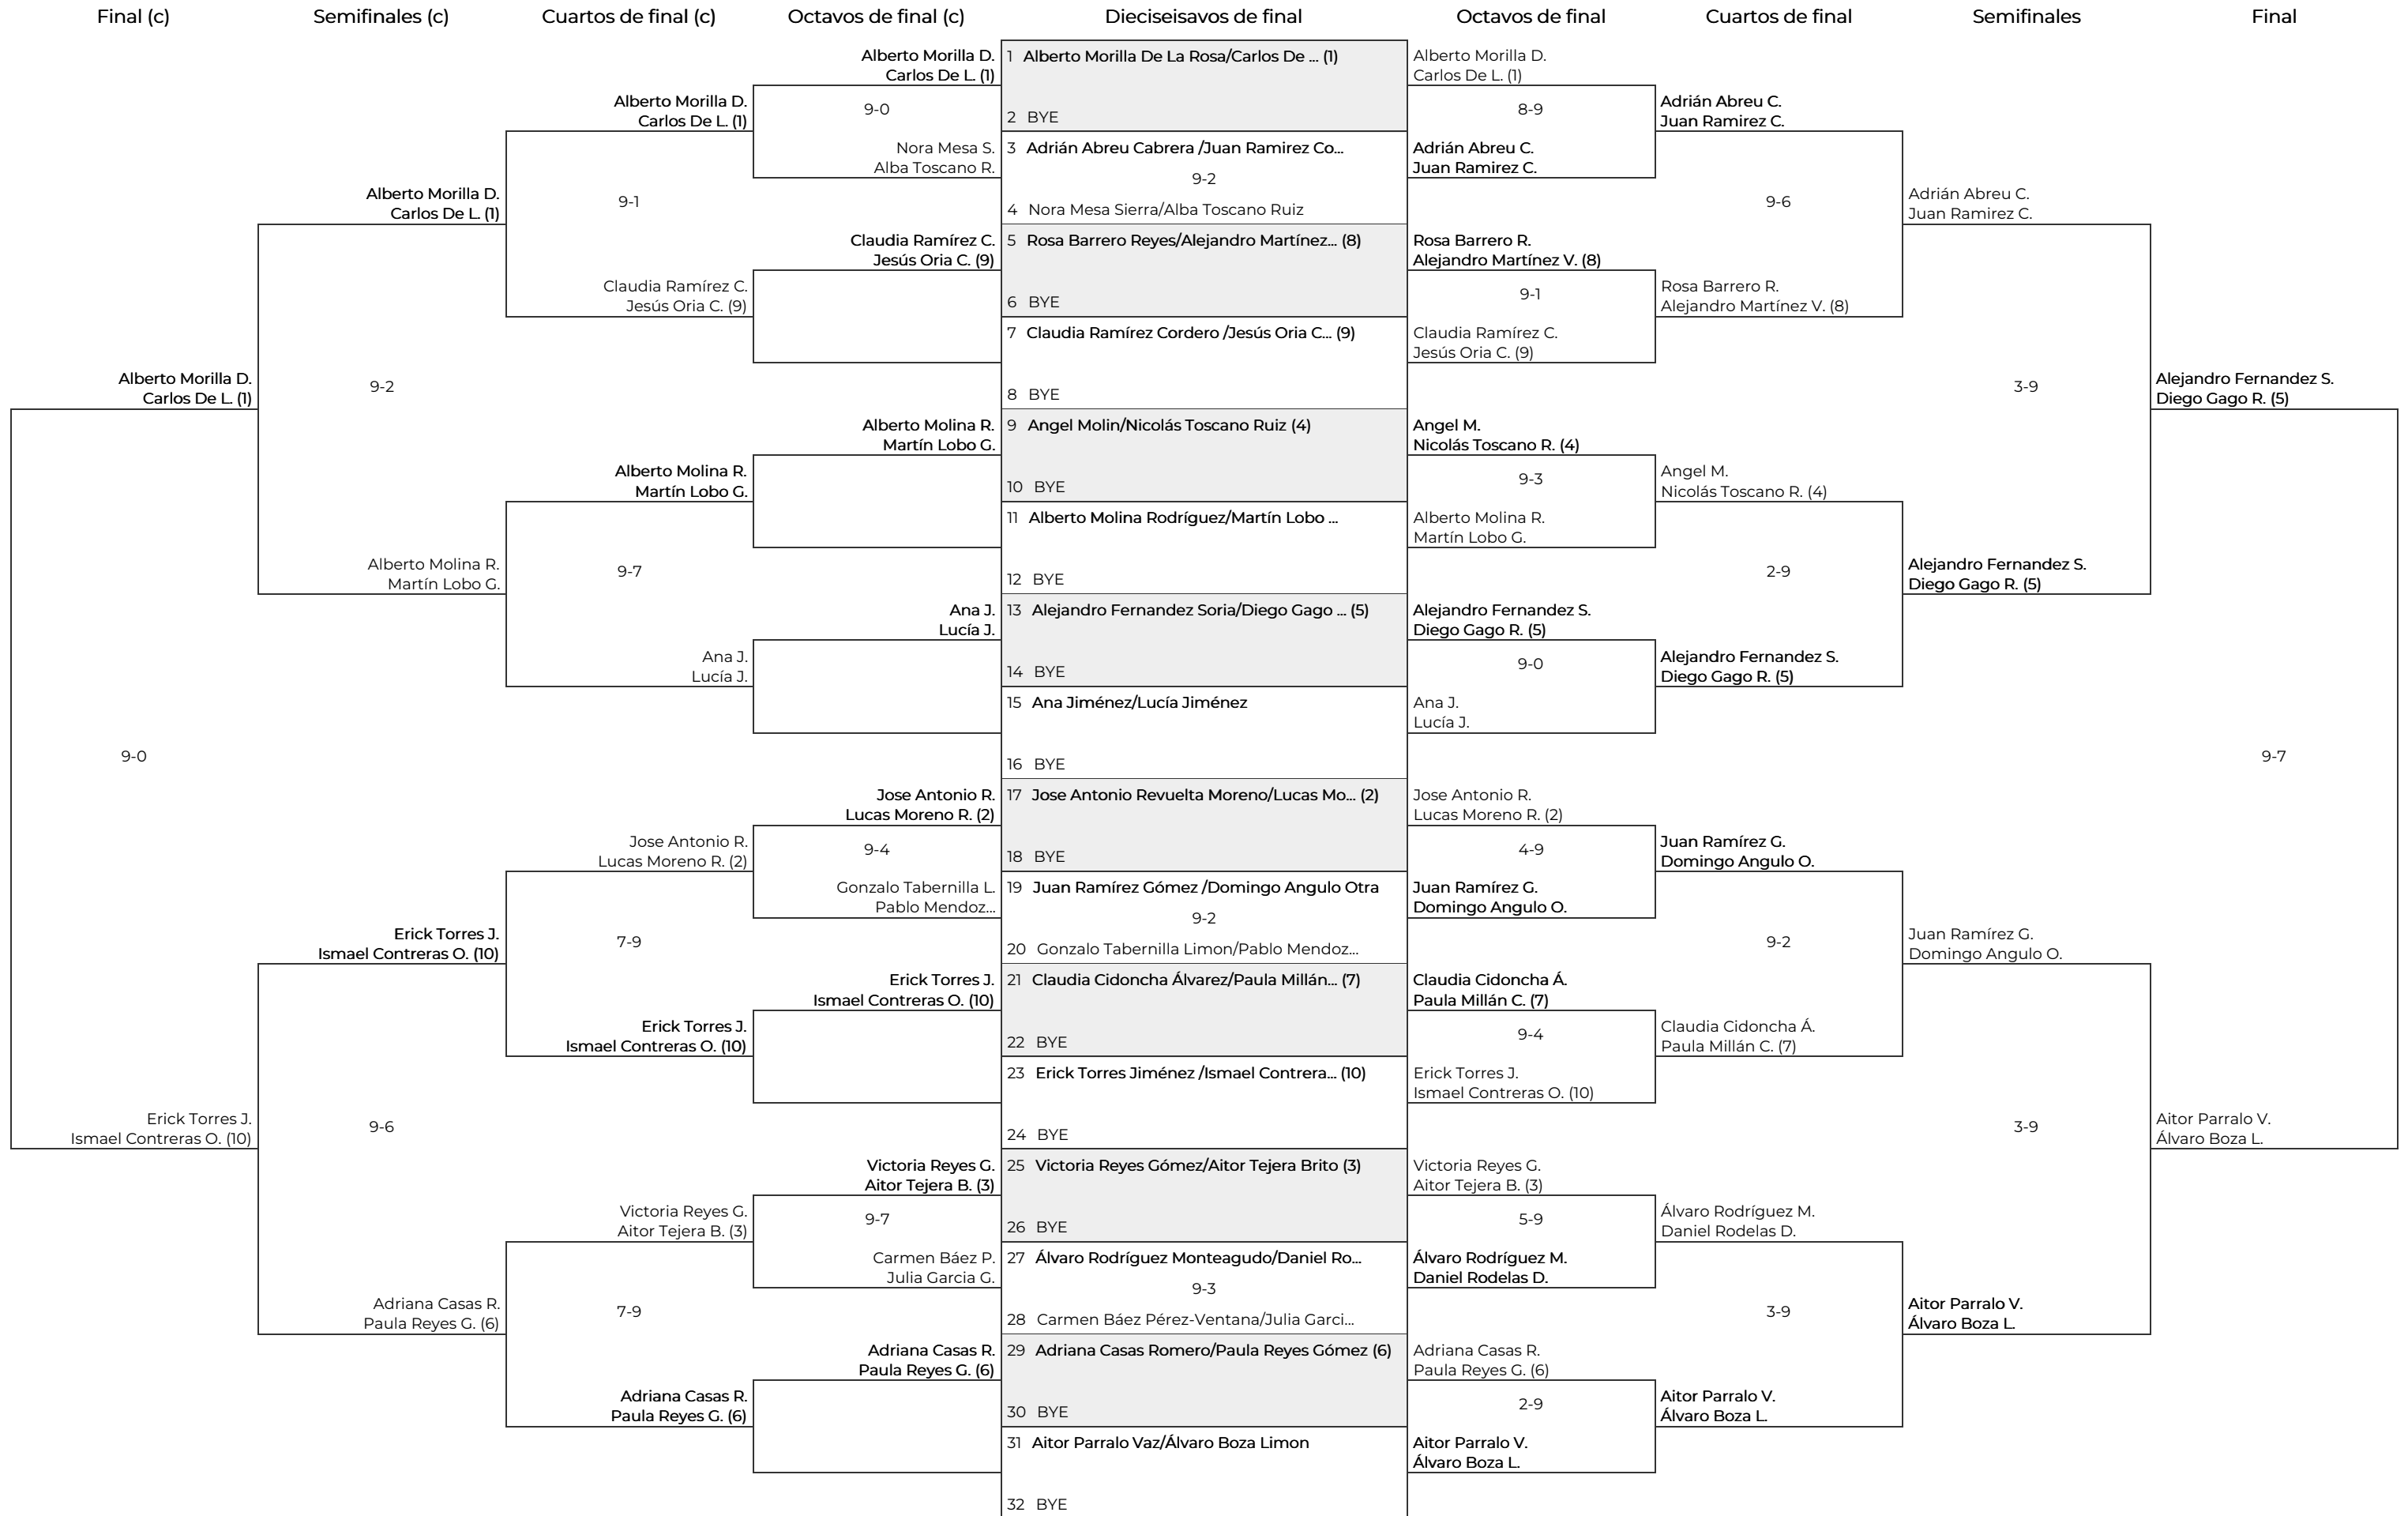 Final (c)
Semifinales (c)
Cuartos de final (c)
Octavos de final (c)
Dieciseisavos de final
Octavos de final
Cuartos de final
Semifinales
Final
Alberto Morilla D.
Carlos De L. (1)
9-0
Erick Torres J.
Ismael Contreras O. (10)
Alberto Morilla D.
Carlos De L. (1)
9-2
Alberto Molina R.
Martín Lobo G.
Erick Torres J.
Ismael Contreras O. (10)
9-6
Adriana Casas R.
Paula Reyes G. (6)
Alberto Morilla D.
Carlos De L. (1)
9-1
Claudia Ramírez C.
Jesús Oria C. (9)
Alberto Molina R.
Martín Lobo G.
9-7
Ana J.
Lucía J.
Jose Antonio R.
Lucas Moreno R. (2)
7-9
Erick Torres J.
Ismael Contreras O. (10)
Victoria Reyes G.
Aitor Tejera B. (3)
7-9
Adriana Casas R.
Paula Reyes G. (6)
Alberto Morilla D.
Carlos De L. (1)
9-0
Nora Mesa S.
Alba Toscano R.
Claudia Ramírez C.
Jesús Oria C. (9)
Alberto Molina R.
Martín Lobo G.
Ana J.
Lucía J.
Jose Antonio R.
Lucas Moreno R. (2)
9-4
Gonzalo Tabernilla L.
Pablo Mendoz...
Erick Torres J.
Ismael Contreras O. (10)
Victoria Reyes G.
Aitor Tejera B. (3)
9-7
Carmen Báez P.
Julia Garcia G.
Adriana Casas R.
Paula Reyes G. (6)
1 Alberto Morilla De La Rosa/Carlos De ... (1)
2 BYE
3 Adrián Abreu Cabrera /Juan Ramirez Co...
9-2
4 Nora Mesa Sierra/Alba Toscano Ruiz
5 Rosa Barrero Reyes/Alejandro Martínez... (8)
6 BYE
7 Claudia Ramírez Cordero /Jesús Oria C... (9)
8 BYE
9 Angel Molin/Nicolás Toscano Ruiz (4)
10 BYE
11 Alberto Molina Rodríguez/Martín Lobo ...
12 BYE
13 Alejandro Fernandez Soria/Diego Gago ... (5)
14 BYE
15 Ana Jiménez/Lucía Jiménez
16 BYE
17 Jose Antonio Revuelta Moreno/Lucas Mo... (2)
18 BYE
19 Juan Ramírez Gómez /Domingo Angulo Otra
9-2
20 Gonzalo Tabernilla Limon/Pablo Mendoz...
21 Claudia Cidoncha Álvarez/Paula Millán... (7)
22 BYE
23 Erick Torres Jiménez /Ismael Contrera... (10)
24 BYE
25 Victoria Reyes Gómez/Aitor Tejera Brito (3)
26 BYE
27 Álvaro Rodríguez Monteagudo/Daniel Ro...
9-3
28 Carmen Báez Pérez-Ventana/Julia Garci...
29 Adriana Casas Romero/Paula Reyes Gómez (6)
30 BYE
31 Aitor Parralo Vaz/Álvaro Boza Limon
32 BYE
Alberto Morilla D.
Carlos De L. (1)
8-9
Adrián Abreu C.
Juan Ramirez C.
Rosa Barrero R.
Alejandro Martínez V. (8)
9-1
Claudia Ramírez C.
Jesús Oria C. (9)
Angel M.
Nicolás Toscano R. (4)
9-3
Alberto Molina R.
Martín Lobo G.
Alejandro Fernandez S.
Diego Gago R. (5)
9-0
Ana J.
Lucía J.
Jose Antonio R.
Lucas Moreno R. (2)
4-9
Juan Ramírez G.
Domingo Angulo O.
Claudia Cidoncha Á.
Paula Millán C. (7)
9-4
Erick Torres J.
Ismael Contreras O. (10)
Victoria Reyes G.
Aitor Tejera B. (3)
5-9
Álvaro Rodríguez M.
Daniel Rodelas D.
Adriana Casas R.
Paula Reyes G. (6)
2-9
Aitor Parralo V.
Álvaro Boza L.
Adrián Abreu C.
Juan Ramirez C.
9-6
Rosa Barrero R.
Alejandro Martínez V. (8)
Angel M.
Nicolás Toscano R. (4)
2-9
Alejandro Fernandez S.
Diego Gago R. (5)
Juan Ramírez G.
Domingo Angulo O.
9-2
Claudia Cidoncha Á.
Paula Millán C. (7)
Álvaro Rodríguez M.
Daniel Rodelas D.
3-9
Aitor Parralo V.
Álvaro Boza L.
Adrián Abreu C.
Juan Ramirez C.
3-9
Alejandro Fernandez S.
Diego Gago R. (5)
Juan Ramírez G.
Domingo Angulo O.
3-9
Aitor Parralo V.
Álvaro Boza L.
Alejandro Fernandez S.
Diego Gago R. (5)
9-7
Aitor Parralo V.
Álvaro Boza L.